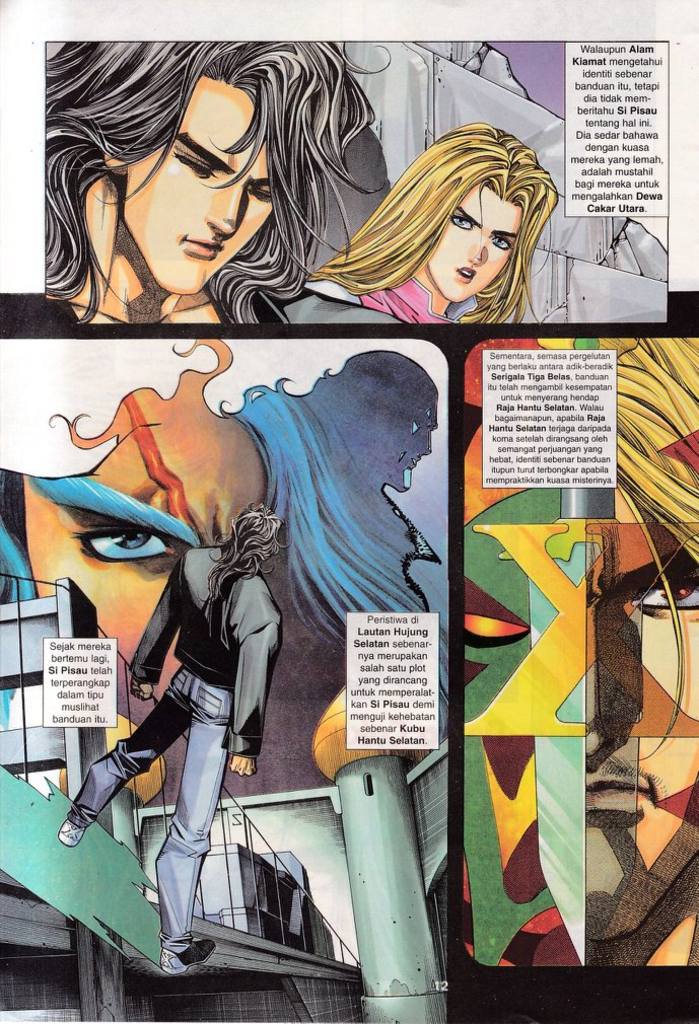 Walaupun Alam
Kiamat mengetahui
identiti sebenar
banduan itu, tetapi
dia tidak mem-
beritahu Si Pisau
tentang hal ini.
Dia sedar bahawa
dengan kuasa
mereka yang lemah,
adalah mustahil
bagi mereka untuk
mengalahkan Dewa
Cakar Utara.
Sejak mereka
bertemu lagi,
Si Pisau telah
terperangkap
dalam tipu
muslihat
banduan itu.
Peristiwa di
Lautan Hujung
Selatan sebenar-
nya merupakan
salah satu plot
yang dirancang
untuk memperalat-
kan Si Pisau demi
menguji kehebatan
sebenar Kubu
Hantu Selatan.
Sementara, semasa pergelutan
yang berlaku antara adik-beradik
Serigala Tiga Belas, banduan
itu telah mengambil kesempatan
untuk menyerang hendap
Raja Hantu Selatan. Walau
bagaimanapun, apabila Raja
Hantu Selatan terjaga daripada
koma setelah dirangsang oleh
semangat perjuangan yang
hebat, identiti sebenar banduan
itupun turut terbongkar apabila
mempraktikkan kuasa misterinya.
12